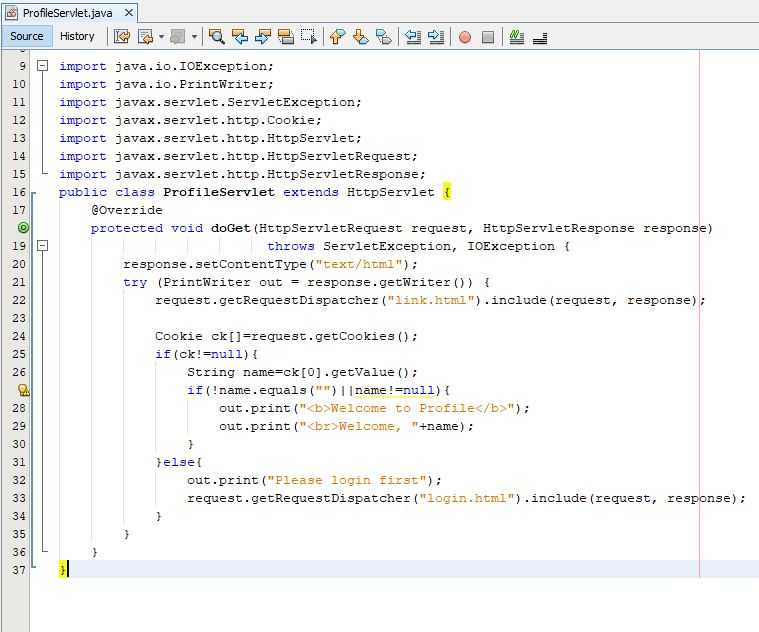 ProfileServlet.java
Source History
9 import java.io.IOException;
10 import java.io.PrintWriter;
11 import javax.servlet.ServletException;
12 import javax.servlet.http.Cookie;
13 import javax.servlet.http.HttpServlet;
14 import javax.servlet.http.HttpServletRequest;
15 import javax.servlet.http.HttpServletResponse;
16 public class ProfileServlet extends HttpServlet {
17 @Override
protected void doGet(HttpServletRequest request, HttpServletResponse response)
19 throws ServletException, IOException {
20 response.setContentType("text/html");
21 try (PrintWriter out = response.getWriter()) {
22 request.getRequestDispatcher("link.html").include(request, response);
23
24 Cookie ck[]=request.getCookies();
25 if(ck!=null){
26 String name=ck[0].getValue();
if(!name.equals("")||name!=null){
28 out.print("<b>Welcome to Profile</b>");
29 out.print("<br>Welcome, "+name);
30 }
31 }else{
32 out.print("Please login first");
33 request.getRequestDispatcher("login.html").include(request, response);
34 }
35 }
36 }
37 }